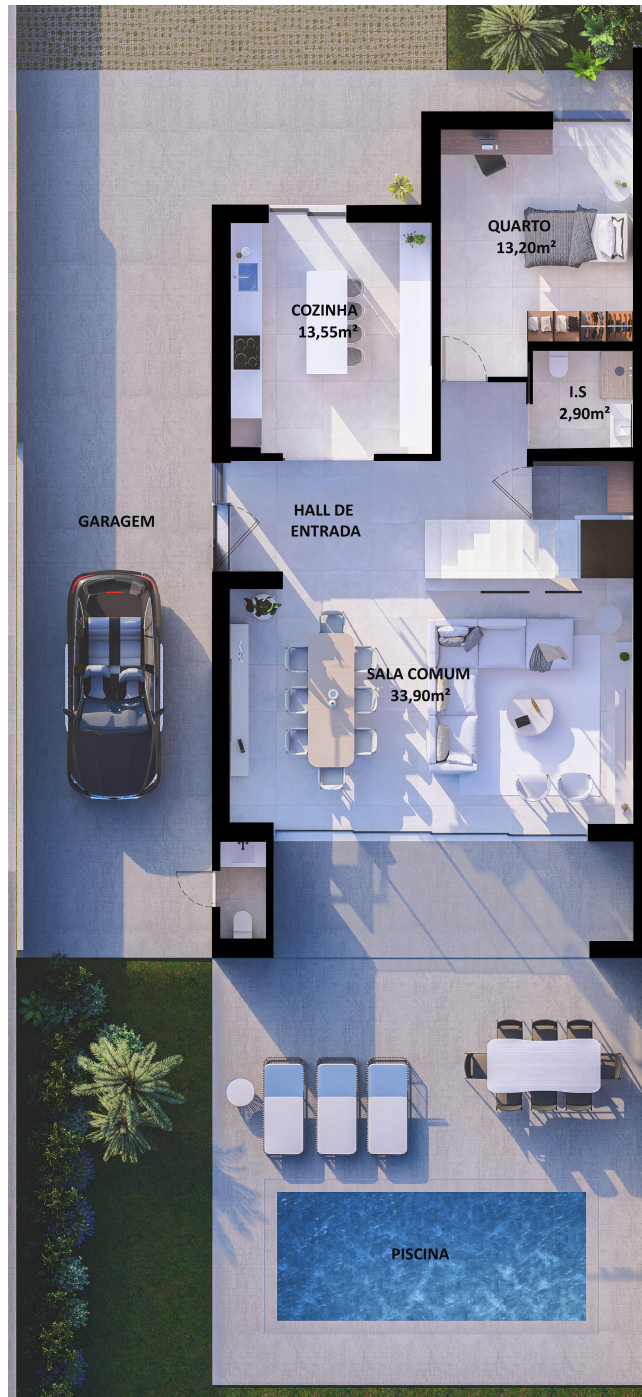 QUARTO
13,20m²
COZINHA
13,55m²
I.S
2,90m²
GARAGEM
HALL DE
ENTRADA
SALA COMUM
33,90m²
PISCINA